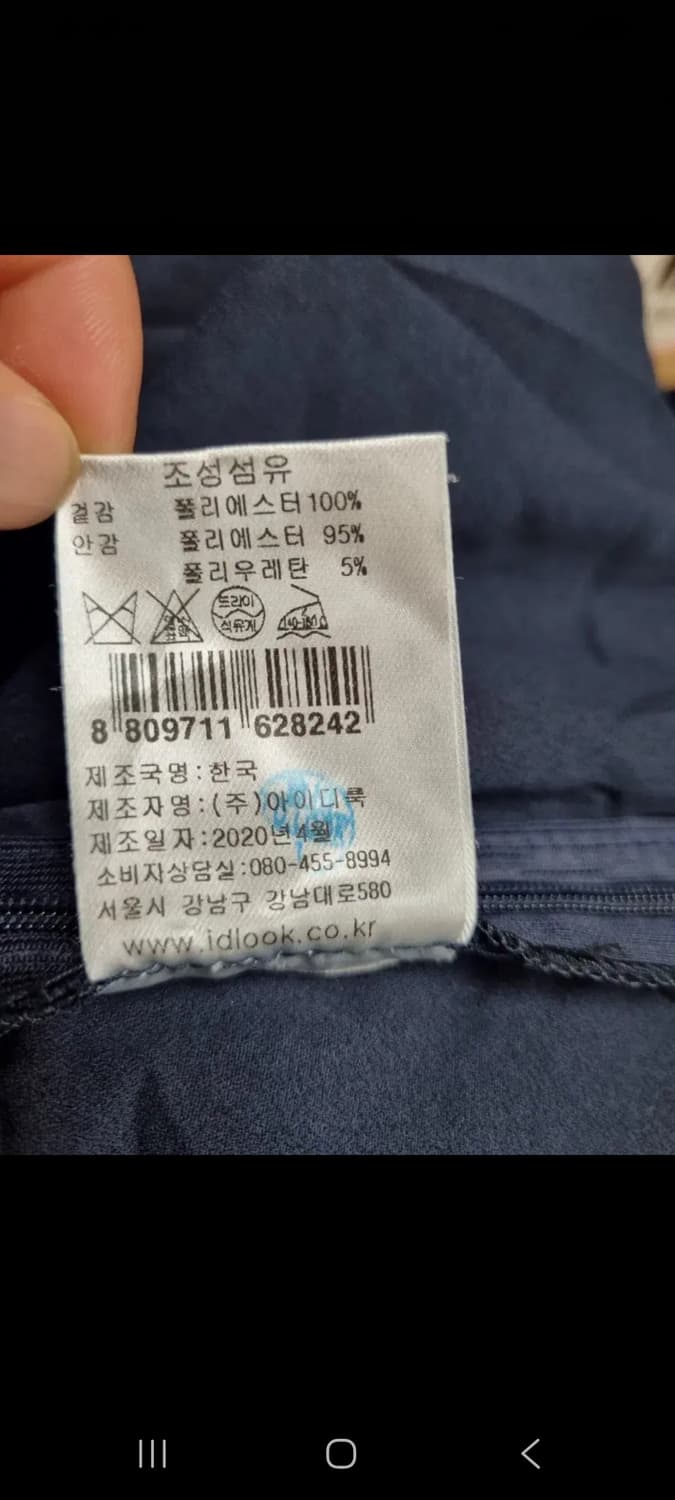 조성섬유
겉감 폴리에스터 100%
안감 폴리에스터 95%
폴리우레탄 5%
드라이
석유계
8 809711 628242
제조국명:한국
제조자명:(주)아이디룩
제조일자:2020년4월
소비자상담실:080-455-8994
서울시 강남구 강남대로580
www.idlook.co.kr